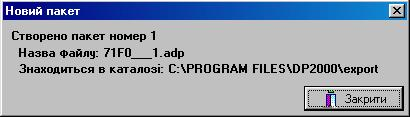 Новий пакет
Створено пакет номер 1
Назва файлу: 71F0___1.adp
Знаходиться в каталозі: C:\PROGRAM FILES\DP2000\export
Закрити